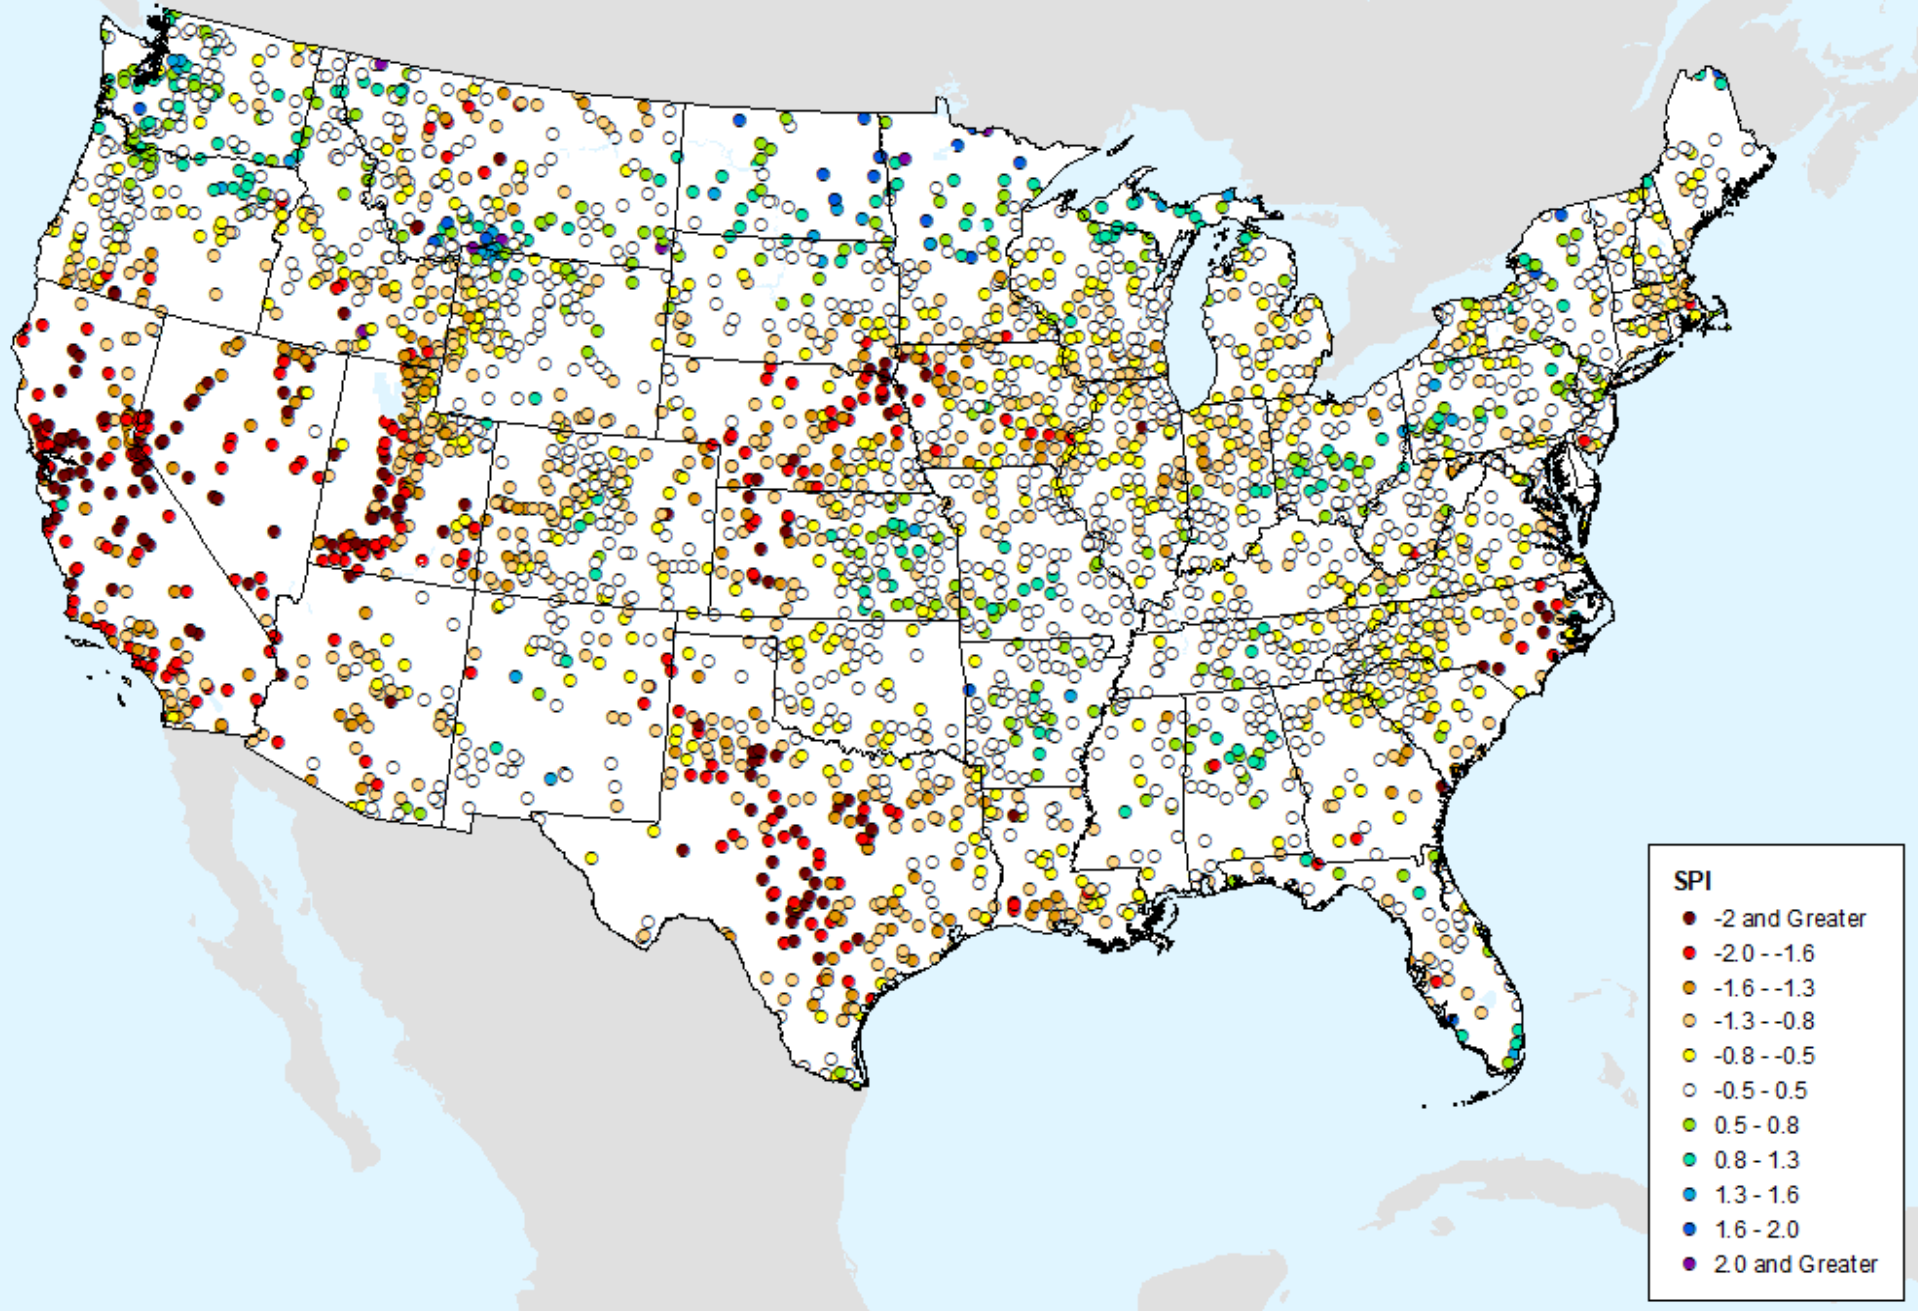 SPI
-2 and Greater
-2.0 - -1.6
-1.6 - -1.3
-1.3 - -0.8
-0.8 - -0.5
-0.5 - 0.5
0.5 - 0.8
0.8 - 1.3
1.3 - 1.6
1.6 - 2.0
2.0 and Greater